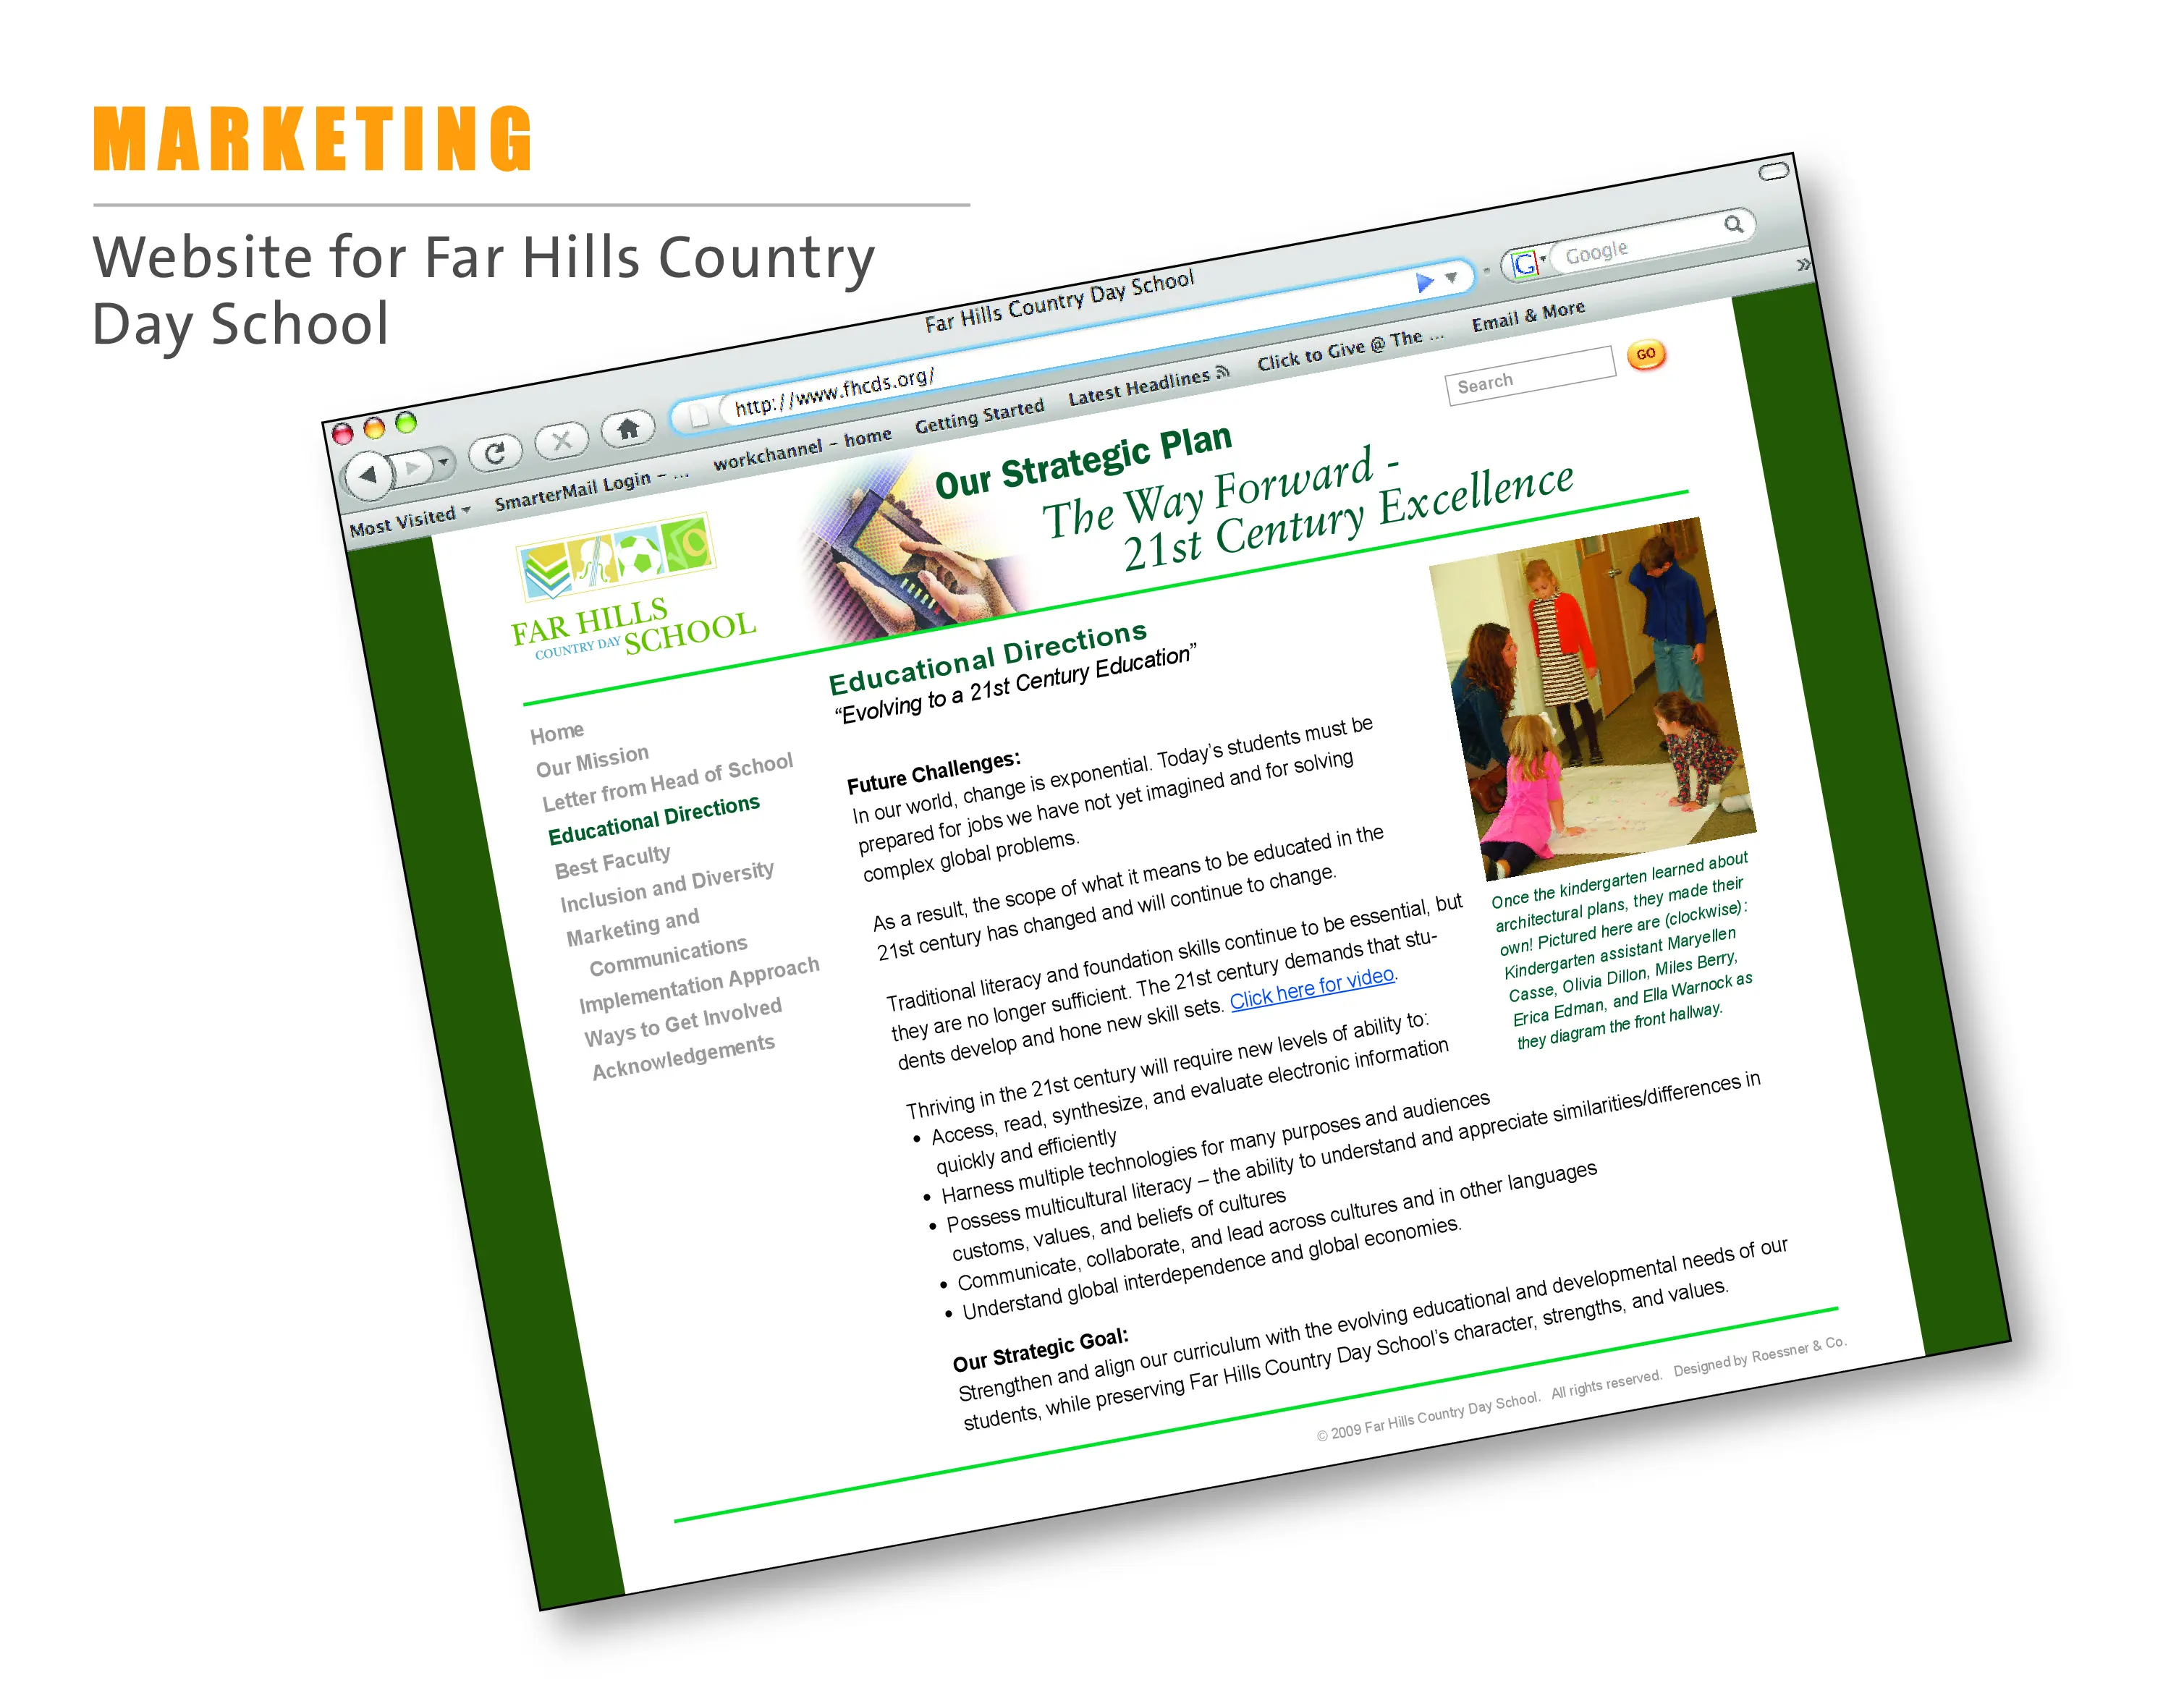 MARKETING
Website for Far Hills Country
Day School
Far Hills Country Day School
http://www.fhcds.org/
Google
Most Visited
SmarterMail Login – ...
workchannel – home
Getting Started
Latest Headlines
Click to Give @ The ...
Email & More
»
Search
GO
FAR HILLS
COUNTRY DAY SCHOOL
Our Strategic Plan
The Way Forward -
21st Century Excellence
Home
Our Mission
Letter from Head of School
Educational Directions
Best Faculty
Inclusion and Diversity
Marketing and
Communications
Implementation Approach
Ways to Get Involved
Acknowledgements
Educational Directions
“Evolving to a 21st Century Education”
Future Challenges:
In our world, change is exponential. Today’s students must be
prepared for jobs we have not yet imagined and for solving
complex global problems.
As a result, the scope of what it means to be educated in the
21st century has changed and will continue to change.
Traditional literacy and foundation skills continue to be essential, but
they are no longer sufficient. The 21st century demands that stu-
dents develop and hone new skill sets. Click here for video.
Thriving in the 21st century will require new levels of ability to:
• Access, read, synthesize, and evaluate electronic information
quickly and efficiently
• Harness multiple technologies for many purposes and audiences
• Possess multicultural literacy – the ability to understand and appreciate similarities/differences in
customs, values, and beliefs of cultures
• Communicate, collaborate, and lead across cultures and in other languages
• Understand global interdependence and global economies.
Our Strategic Goal:
Strengthen and align our curriculum with the evolving educational and developmental needs of our
students, while preserving Far Hills Country Day School’s character, strengths, and values.
Once the kindergarten learned about
architectural plans, they made their
own! Pictured here are (clockwise):
Kindergarten assistant Maryellen
Casse, Olivia Dillon, Miles Berry,
Erica Edman, and Ella Warnock as
they diagram the front hallway.
© 2009 Far Hills Country Day School. All rights reserved. Designed by Roessner & Co.